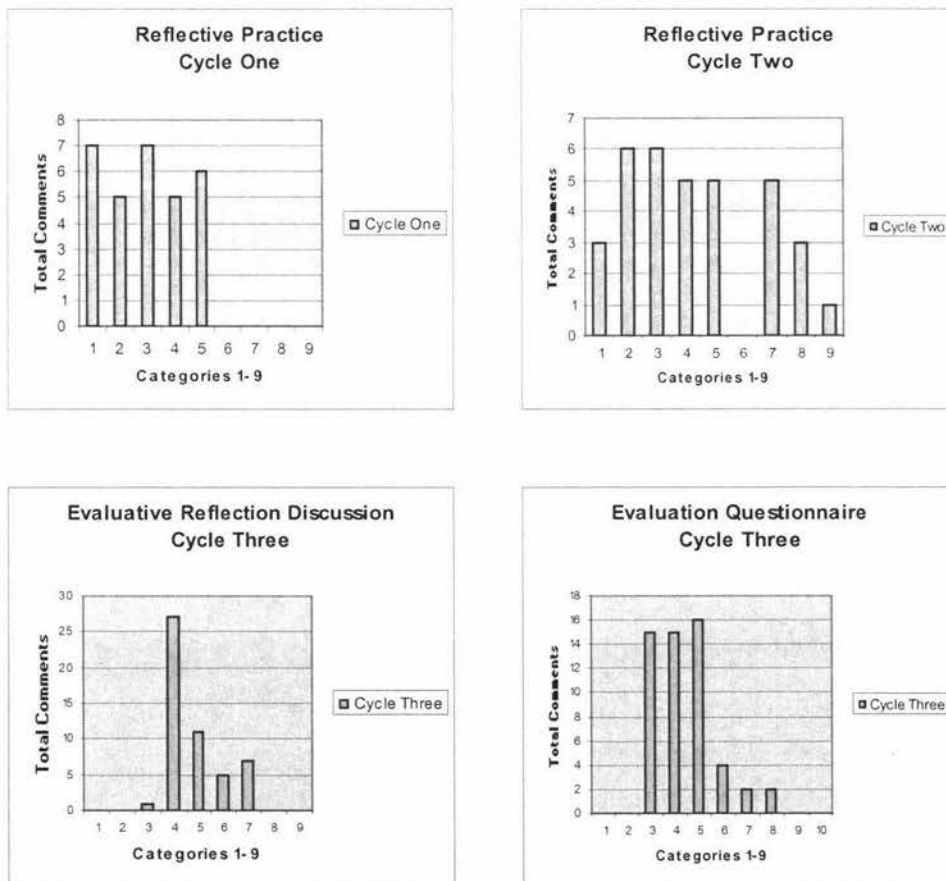 Reflective Practice
Cycle One
8
7
6
5
4
3
2
1
0
Total Comments
1 2 3 4 5 6 7 8 9
Categories 1-9
Cycle One
Reflective Practice
Cycle Two
7
6
5
4
3
2
1
0
Total Comments
1 2 3 4 5 6 7 8 9
Categories 1-9
Cycle Two
Evaluative Reflection Discussion
Cycle Three
30
25
20
15
10
5
0
Total Comments
1 2 3 4 5 6 7 8 9
Categories 1-9
Cycle Three
Evaluation Questionnaire
Cycle Three
18
16
14
12
10
8
6
4
2
0
Total Comments
1 2 3 4 5 6 7 8 9 10
Categories 1-9
Cycle Three